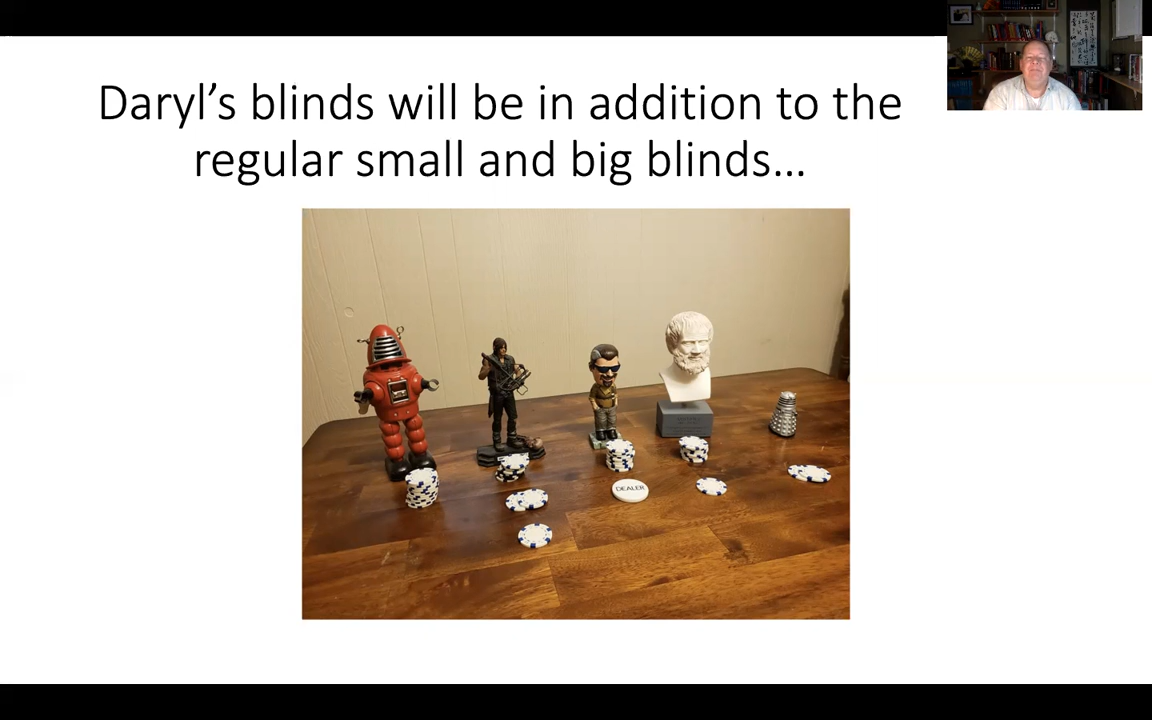 Daryl’s blinds will be in addition to the
regular small and big blinds…
DEALER